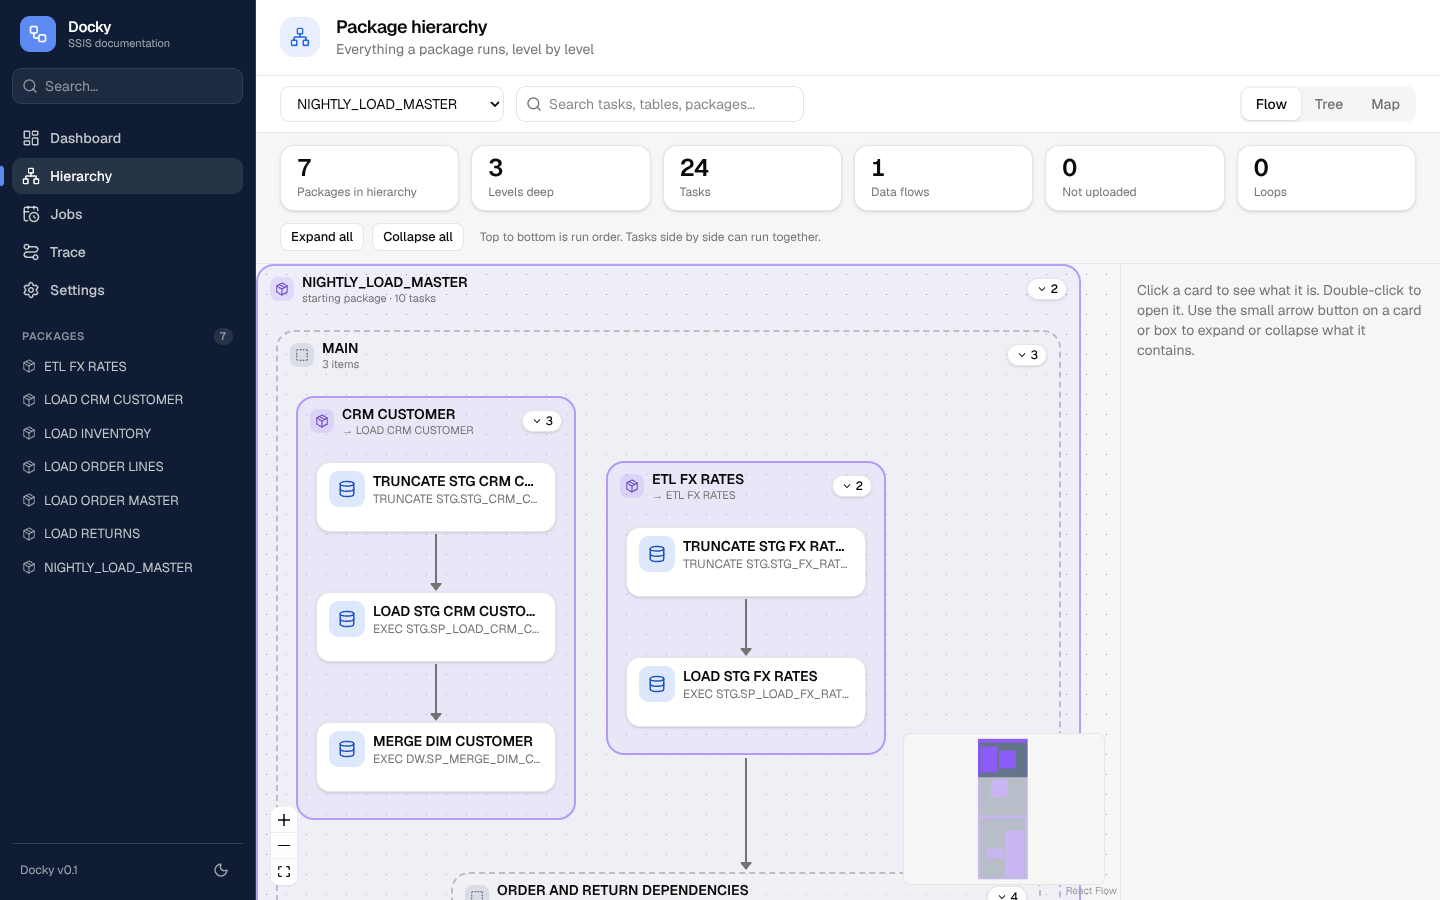 Docky
SSIS documentation
Search...
Dashboard
Hierarchy
Jobs
Trace
Settings
PACKAGES 7
ETL FX RATES
LOAD CRM CUSTOMER
LOAD INVENTORY
LOAD ORDER LINES
LOAD ORDER MASTER
LOAD RETURNS
NIGHTLY_LOAD_MASTER
Docky v0.1
Package hierarchy
Everything a package runs, level by level
NIGHTLY_LOAD_MASTER
Search tasks, tables, packages...
Flow Tree Map
7
Packages in hierarchy
3
Levels deep
24
Tasks
1
Data flows
0
Not uploaded
0
Loops
Expand all Collapse all Top to bottom is run order. Tasks side by side can run together.
NIGHTLY_LOAD_MASTER
starting package · 10 tasks
2
MAIN
3 items
3
CRM CUSTOMER
→ LOAD CRM CUSTOMER
3
TRUNCATE STG CRM C...
TRUNCATE STG.STG_CRM_C...
LOAD STG CRM CUSTO...
EXEC STG.SP_LOAD_CRM_C...
MERGE DIM CUSTOMER
EXEC DW.SP_MERGE_DIM_C...
ETL FX RATES
→ ETL FX RATES
2
TRUNCATE STG FX RAT...
TRUNCATE STG.STG_FX_RAT...
LOAD STG FX RATES
EXEC STG.SP_LOAD_FX_RAT...
ORDER AND RETURN DEPENDENCIES
4
React Flow
Click a card to see what it is. Double-click to
open it. Use the small arrow button on a card
or box to expand or collapse what it
contains.